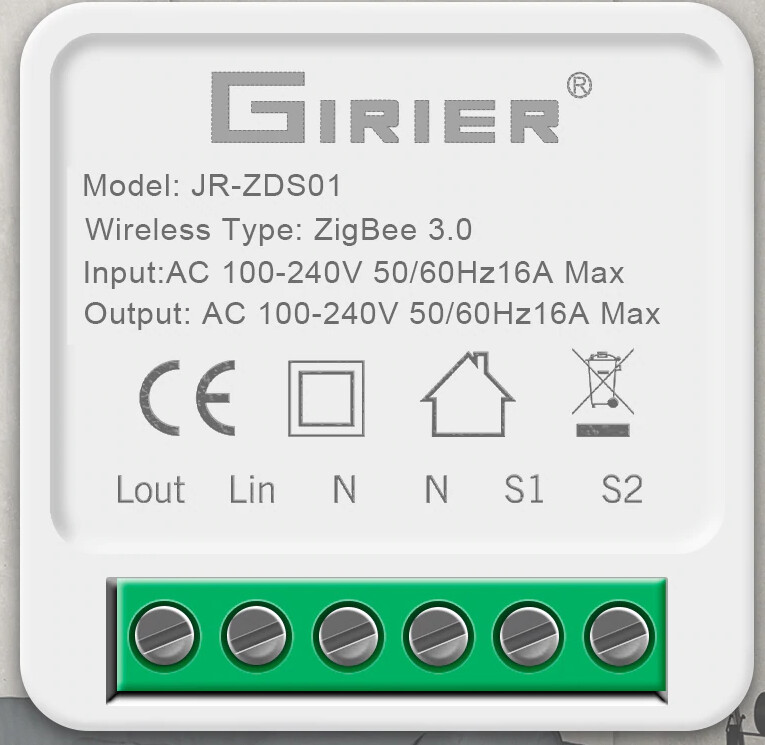 GIRIER®
Model: JR-ZDS01
Wireless Type: ZigBee 3.0
Input:AC 100-240V 50/60Hz16A Max
Output: AC 100-240V 50/60Hz16A Max
CE
Lout Lin N N S1 S2